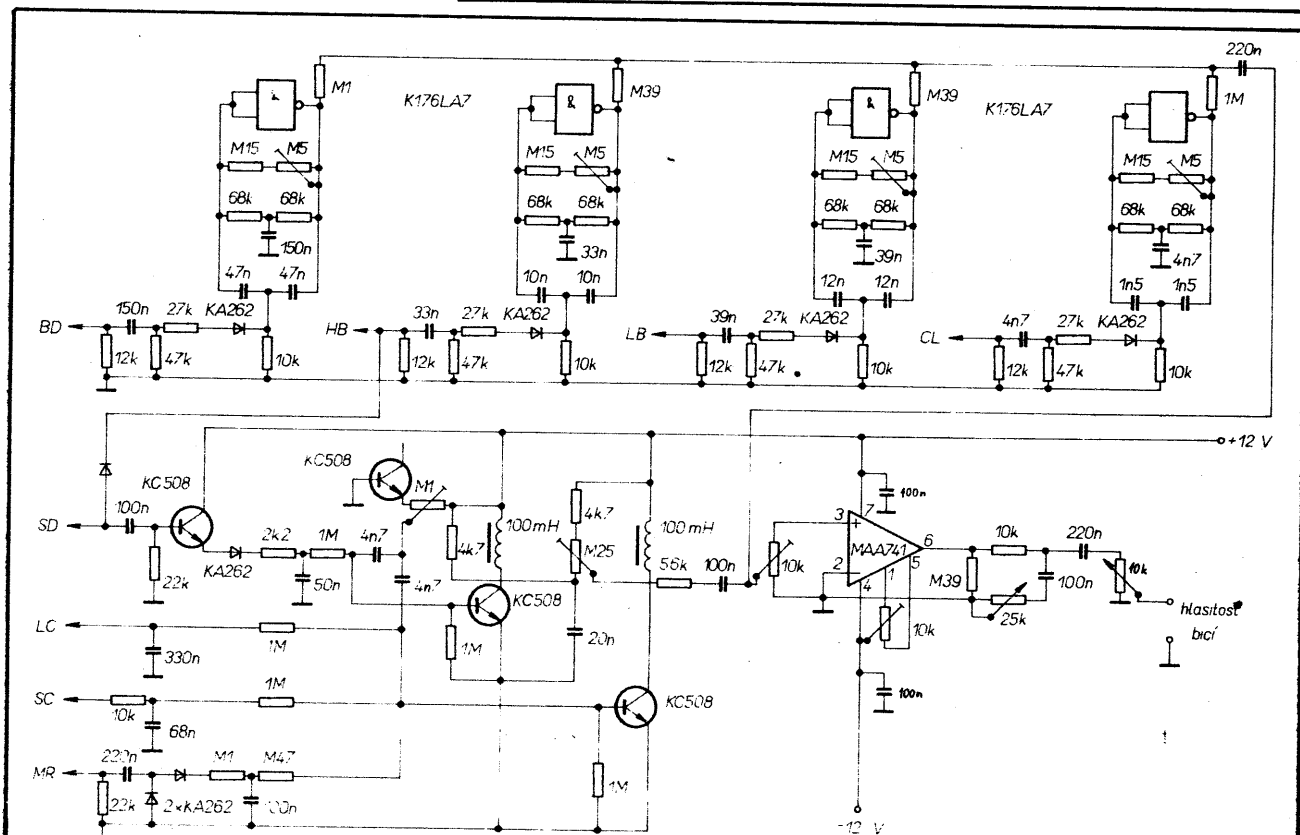 220n
M1
K176LA7
M39
M39
K176LA7
1M
&
&
M15 M5
M15 M5
M15 M5
M15 M5
68k 68k
68k 68k
68k 68k
68k 68k
150n
33n
39n
4n7
47n 47n
10n 10n
12n 12n
1n5 1n5
BD
150n
27k
KA262
HB
33n
27k
KA262
LB
39n
27k
KA262
CL
4n7
27k
KA262
12k
47k
10k
12k
47k
10k
12k
47k
10k
12k
47k
10k
+12 V
KC508
KC508
M1
100mH
4k7
100mH
100n
SD
100n
2k2
1M
4n7
4k7
M25
3
+
7
MAA741
6
10k
220n
22k
KA262
50n
4n7
KC508
100n
10k
2
4
1
5
M39
100n
10k
25k
hlasitost
bicí
LC
1M
330n
1M
20n
10k
SC
10k
1M
68n
KC508
100n
MR
220n
M1
M47
22k
2×KA262
1M
-12 V